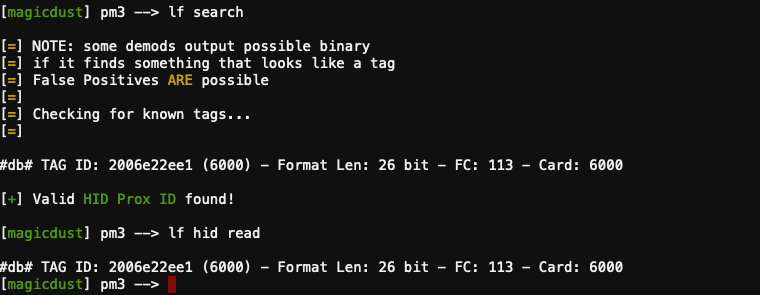 [magicdust] pm3 --> lf search
[=] NOTE: some demods output possible binary
[=] if it finds something that looks like a tag
[=] False Positives ARE possible
[=]
[=] Checking for known tags...
[=]
#db# TAG ID: 2006e22ee1 (6000) - Format Len: 26 bit - FC: 113 - Card: 6000
[+] Valid HID Prox ID found!
[magicdust] pm3 --> lf hid read
#db# TAG ID: 2006e22ee1 (6000) - Format Len: 26 bit - FC: 113 - Card: 6000
[magicdust] pm3 -->